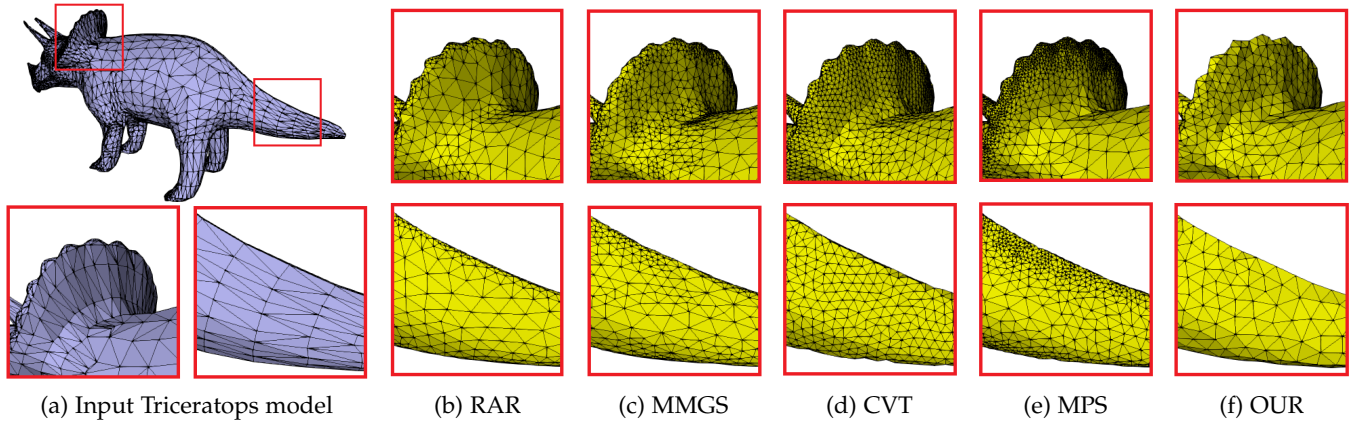 (a) Input Triceratops model
(b) RAR
(c) MMGS
(d) CVT
(e) MPS
(f) OUR